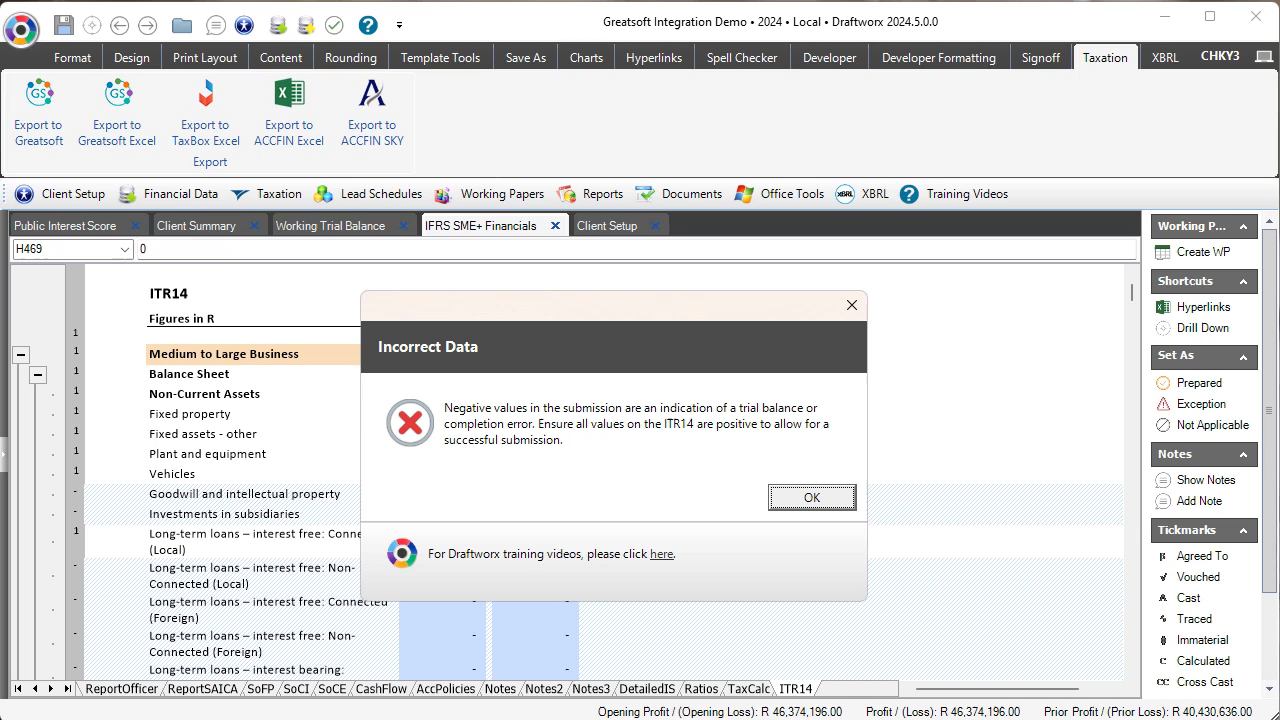 Greatsoft Integration Demo • 2024 • Local • Draftworx 2024.5.0.0
Format Design Print Layout Content Rounding Template Tools Save As Charts Hyperlinks Spell Checker Developer Developer Formatting Signoff Taxation XBRL CHKY3
Export to Greatsoft
Export to Greatsoft Excel
Export to TaxBox Excel
Export to ACCFIN Excel
Export to ACCFIN SKY
Export
Client Setup Financial Data Taxation Lead Schedules Working Papers Reports Documents Office Tools XBRL Training Videos
Public Interest Score Client Summary Working Trial Balance IFRS SME+ Financials Client Setup
H469 0
ITR14
Figures in R
1
1 Medium to Large Business
1 Balance Sheet
1 Non-Current Assets
1 Fixed property
1 Fixed assets - other
1 Plant and equipment
1 Vehicles
- Goodwill and intellectual property
- Investments in subsidiaries
1 Long-term loans – interest free: Conne
(Local)
- Long-term loans – interest free: Non-
Connected (Local)
- Long-term loans – interest free: Connected - -
(Foreign)
- Long-term loans – interest free: Non- - -
Connected (Foreign)
- Long-term loans – interest bearing: - -
Incorrect Data
Negative values in the submission are an indication of a trial balance or
completion error. Ensure all values on the ITR14 are positive to allow for a
successful submission.
OK
For Draftworx training videos, please click here.
Working P...
Create WP
Shortcuts
Hyperlinks
Drill Down
Set As
Prepared
Exception
Not Applicable
Notes
Show Notes
Add Note
Tickmarks
Agreed To
Vouched
Cast
Traced
Immaterial
Calculated
Cross Cast
ReportOfficer ReportSAICA SoFP SoCI SoCE CashFlow AccPolicies Notes Notes2 Notes3 DetailedIS Ratios TaxCalc ITR14
Opening Profit / (Opening Loss): R 46,374,196.00 Profit / (Loss): R 46,374,196.00 Prior Profit / (Prior Loss): R 40,430,636.00